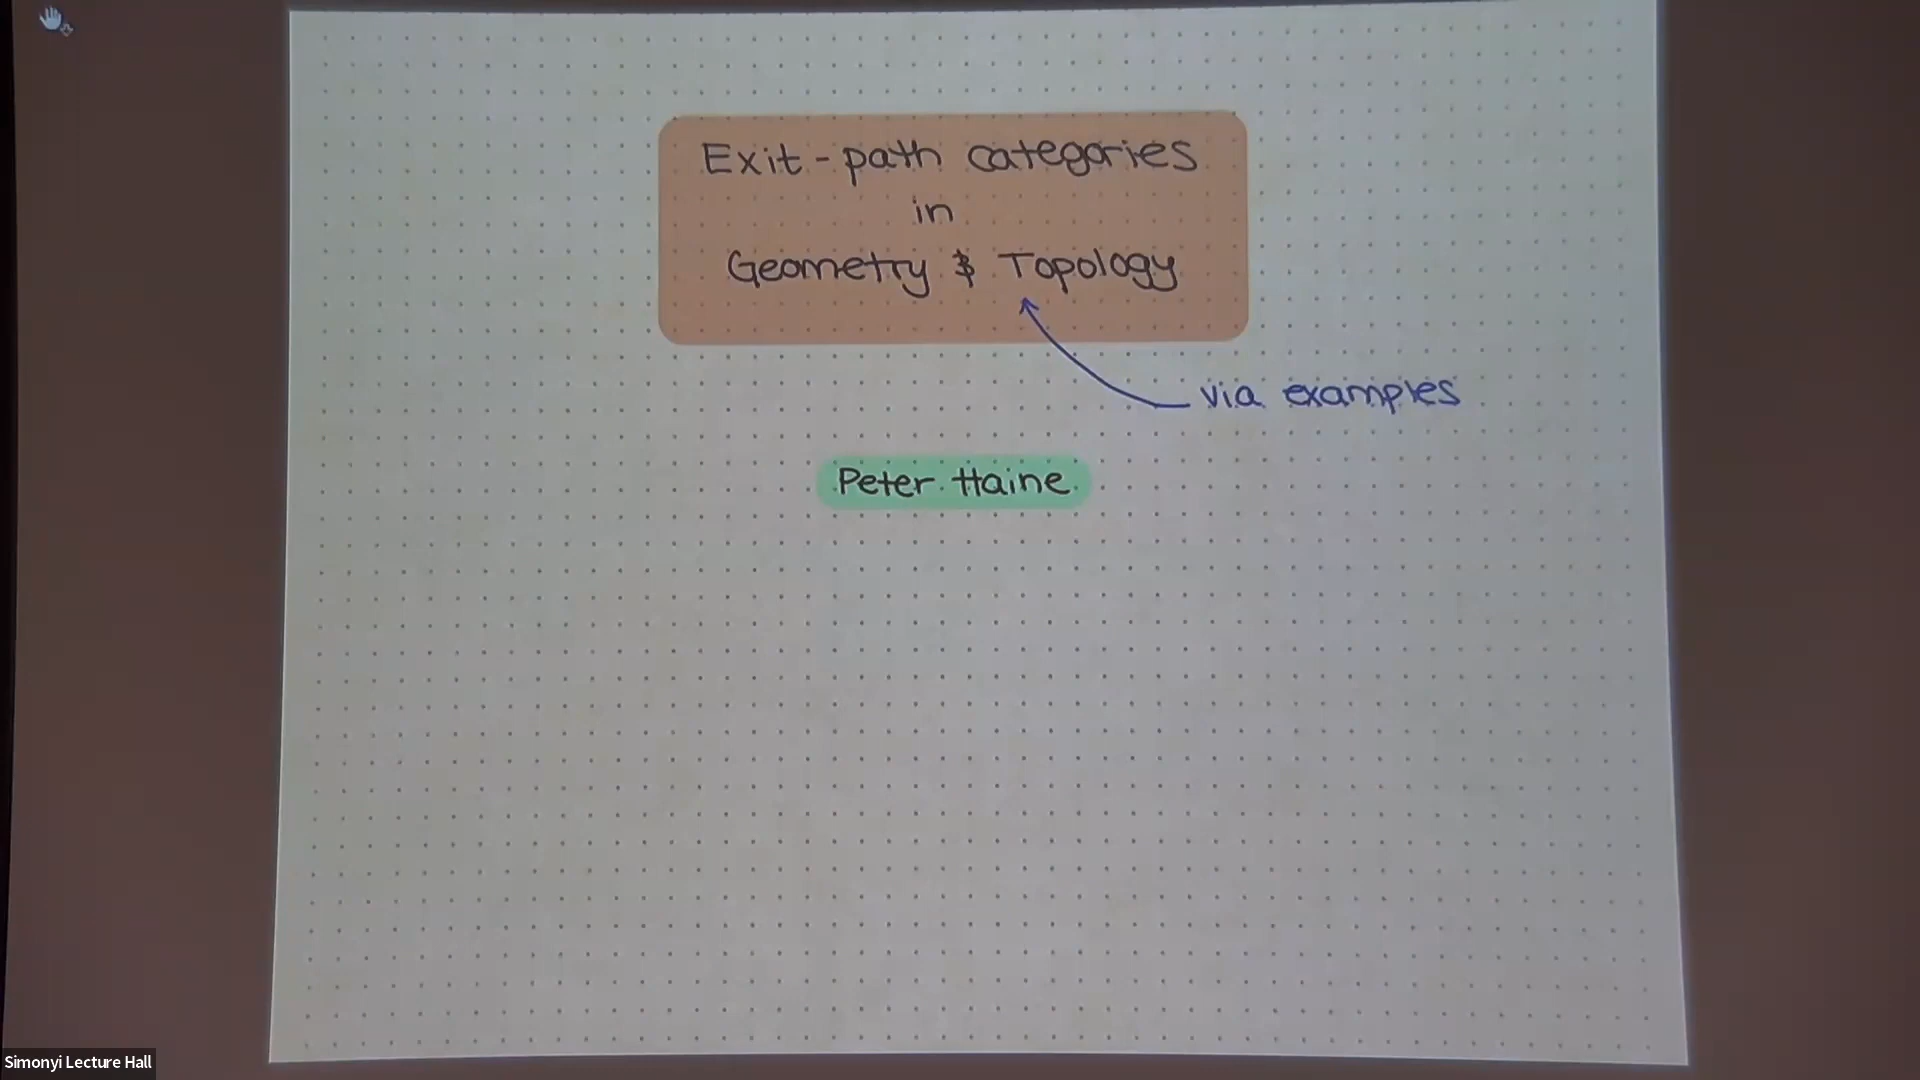 Exit-path categories
in
Geometry & Topology
via examples
Peter Haine
Simonyi Lecture Hall